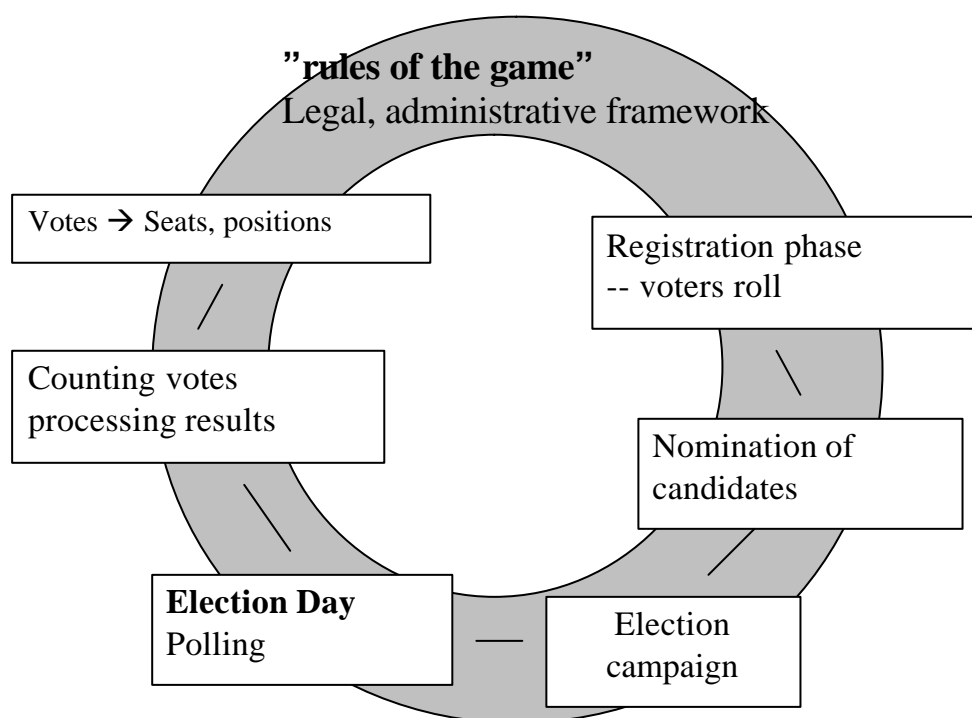 ”rules of the game”
Legal, administrative framework
Votes → Seats, positions
Registration phase
-- voters roll
Counting votes
processing results
Nomination of
candidates
Election Day
Polling
Election
campaign